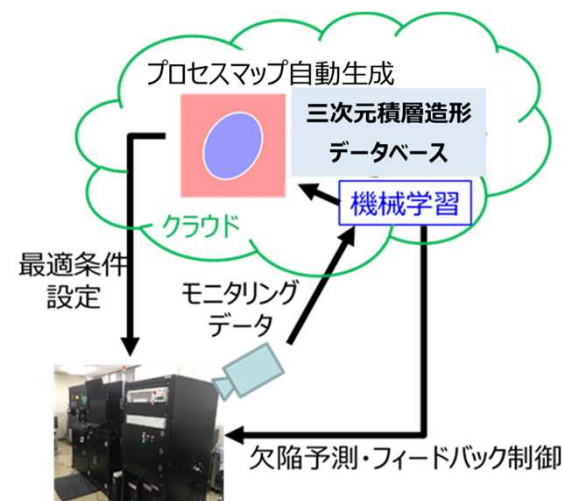 プロセスマップ自動生成
三次元積層造形
データベース
機械学習
クラウド
最適条件
設定
モニタリング
データ
欠陥予測・フィードバック制御